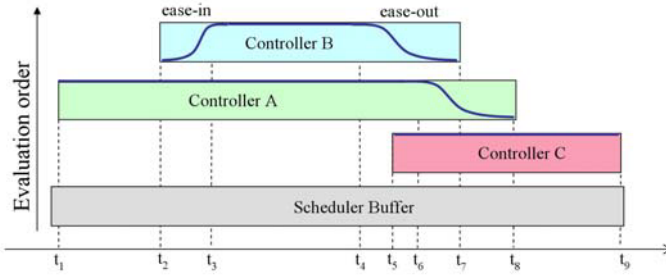 ease-in ease-out
Controller B
Controller A
Controller C
Scheduler Buffer
Evaluation order
t1 t2 t3 t4 t5 t6 t7 t8 t9